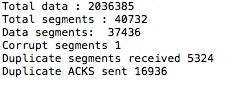 Total data : 2036385
Total segments : 40732
Data segments:  37436
Corrupt segments 1
Duplicate segments received 5324
Duplicate ACKS sent 16936